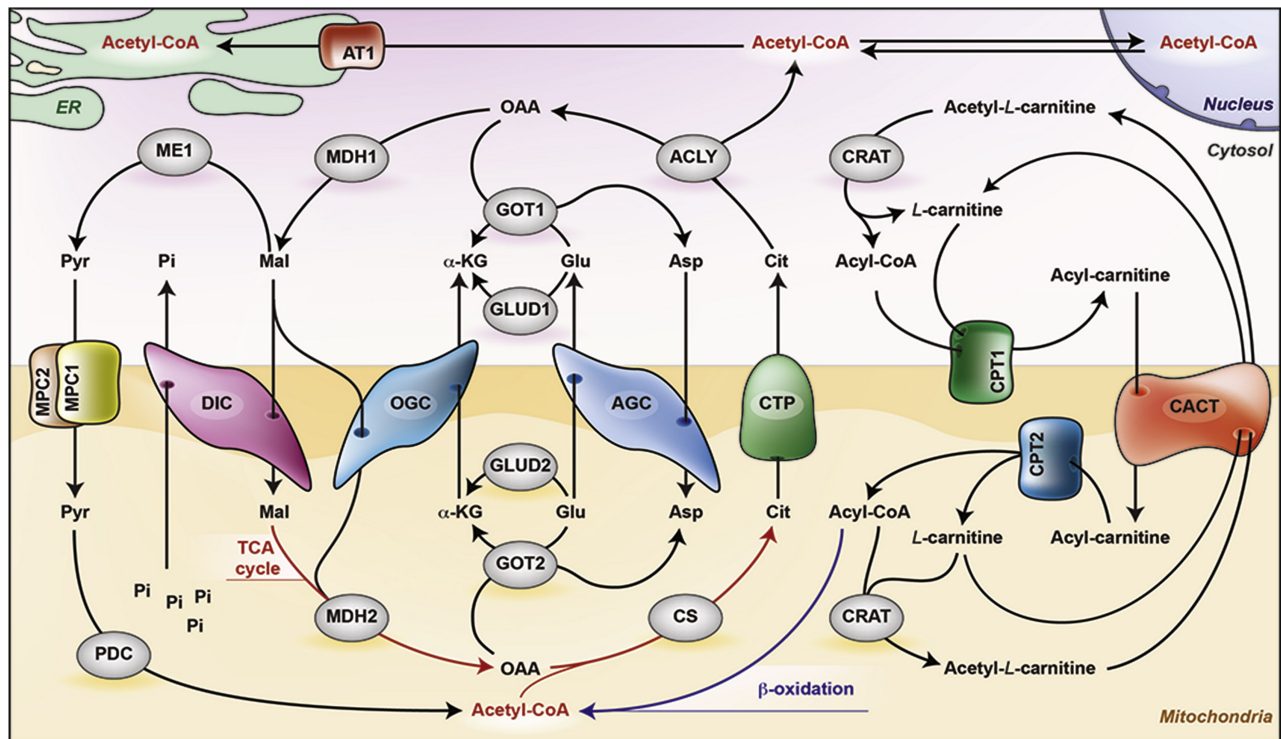 Acetyl-CoA
AT1
Acetyl-CoA
Acetyl-CoA
ER
OAA
Acetyl-L-carnitine
Nucleus
ME1
MDH1
ACLY
CRAT
Cytosol
GOT1
L-carnitine
Pyr
Pi
Mal
α-KG
Glu
Asp
Cit
Acyl-CoA
Acyl-carnitine
GLUD1
MPC2
MPC1
DIC
OGC
AGC
CTP
CPT1
CACT
GLUD2
CPT2
Pyr
Mal
α-KG
Glu
Asp
Cit
Acyl-CoA
L-carnitine
Acyl-carnitine
TCA
cycle
GOT2
Pi
Pi
Pi
Pi
MDH2
CS
CRAT
PDC
OAA
Acetyl-L-carnitine
β-oxidation
Acetyl-CoA
Mitochondria